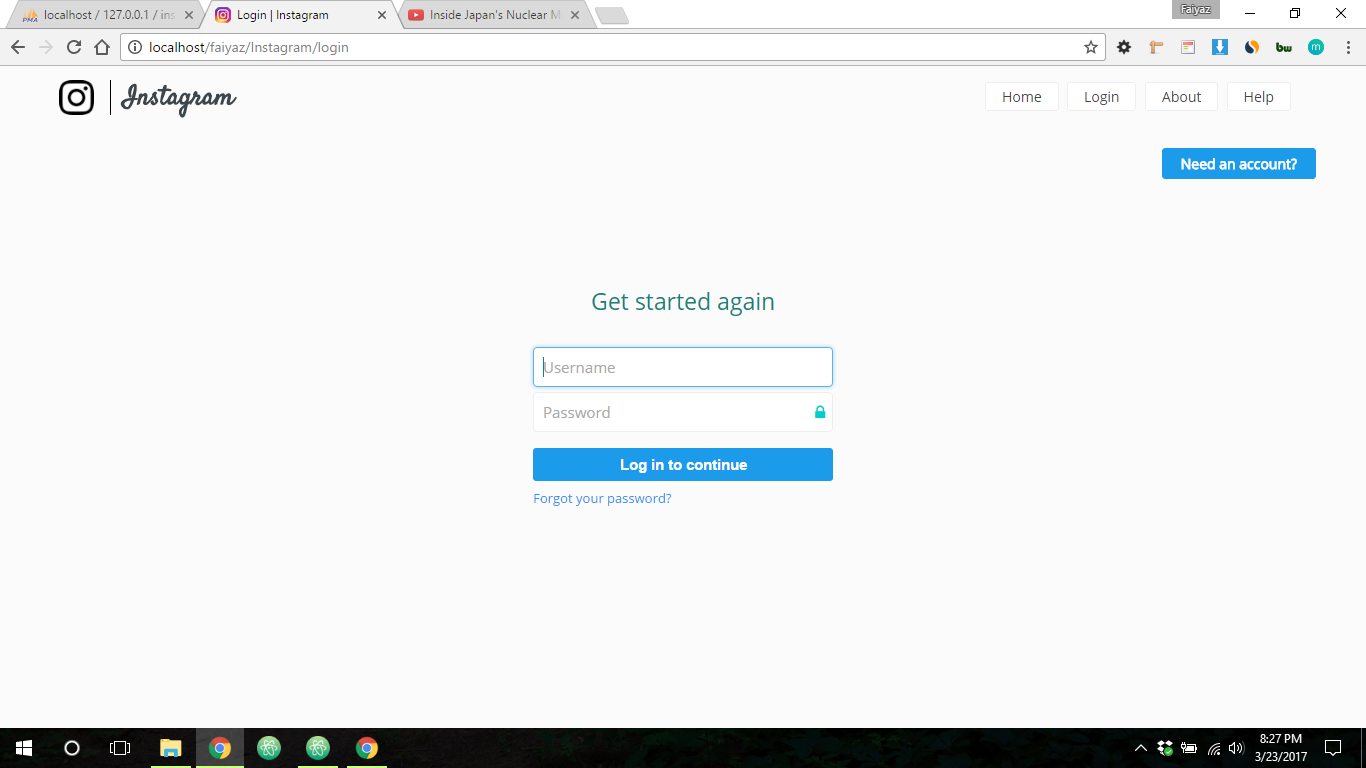 localhost / 127.0.0.1 / ins
Login | Instagram
Inside Japan's Nuclear M
Faiyaz
localhost/faiyaz/Instagram/login
bw
m
Instagram
Home
Login
About
Help
Need an account?
Get started again
Username
Password
Log in to continue
Forgot your password?
8:27 PM
3/23/2017